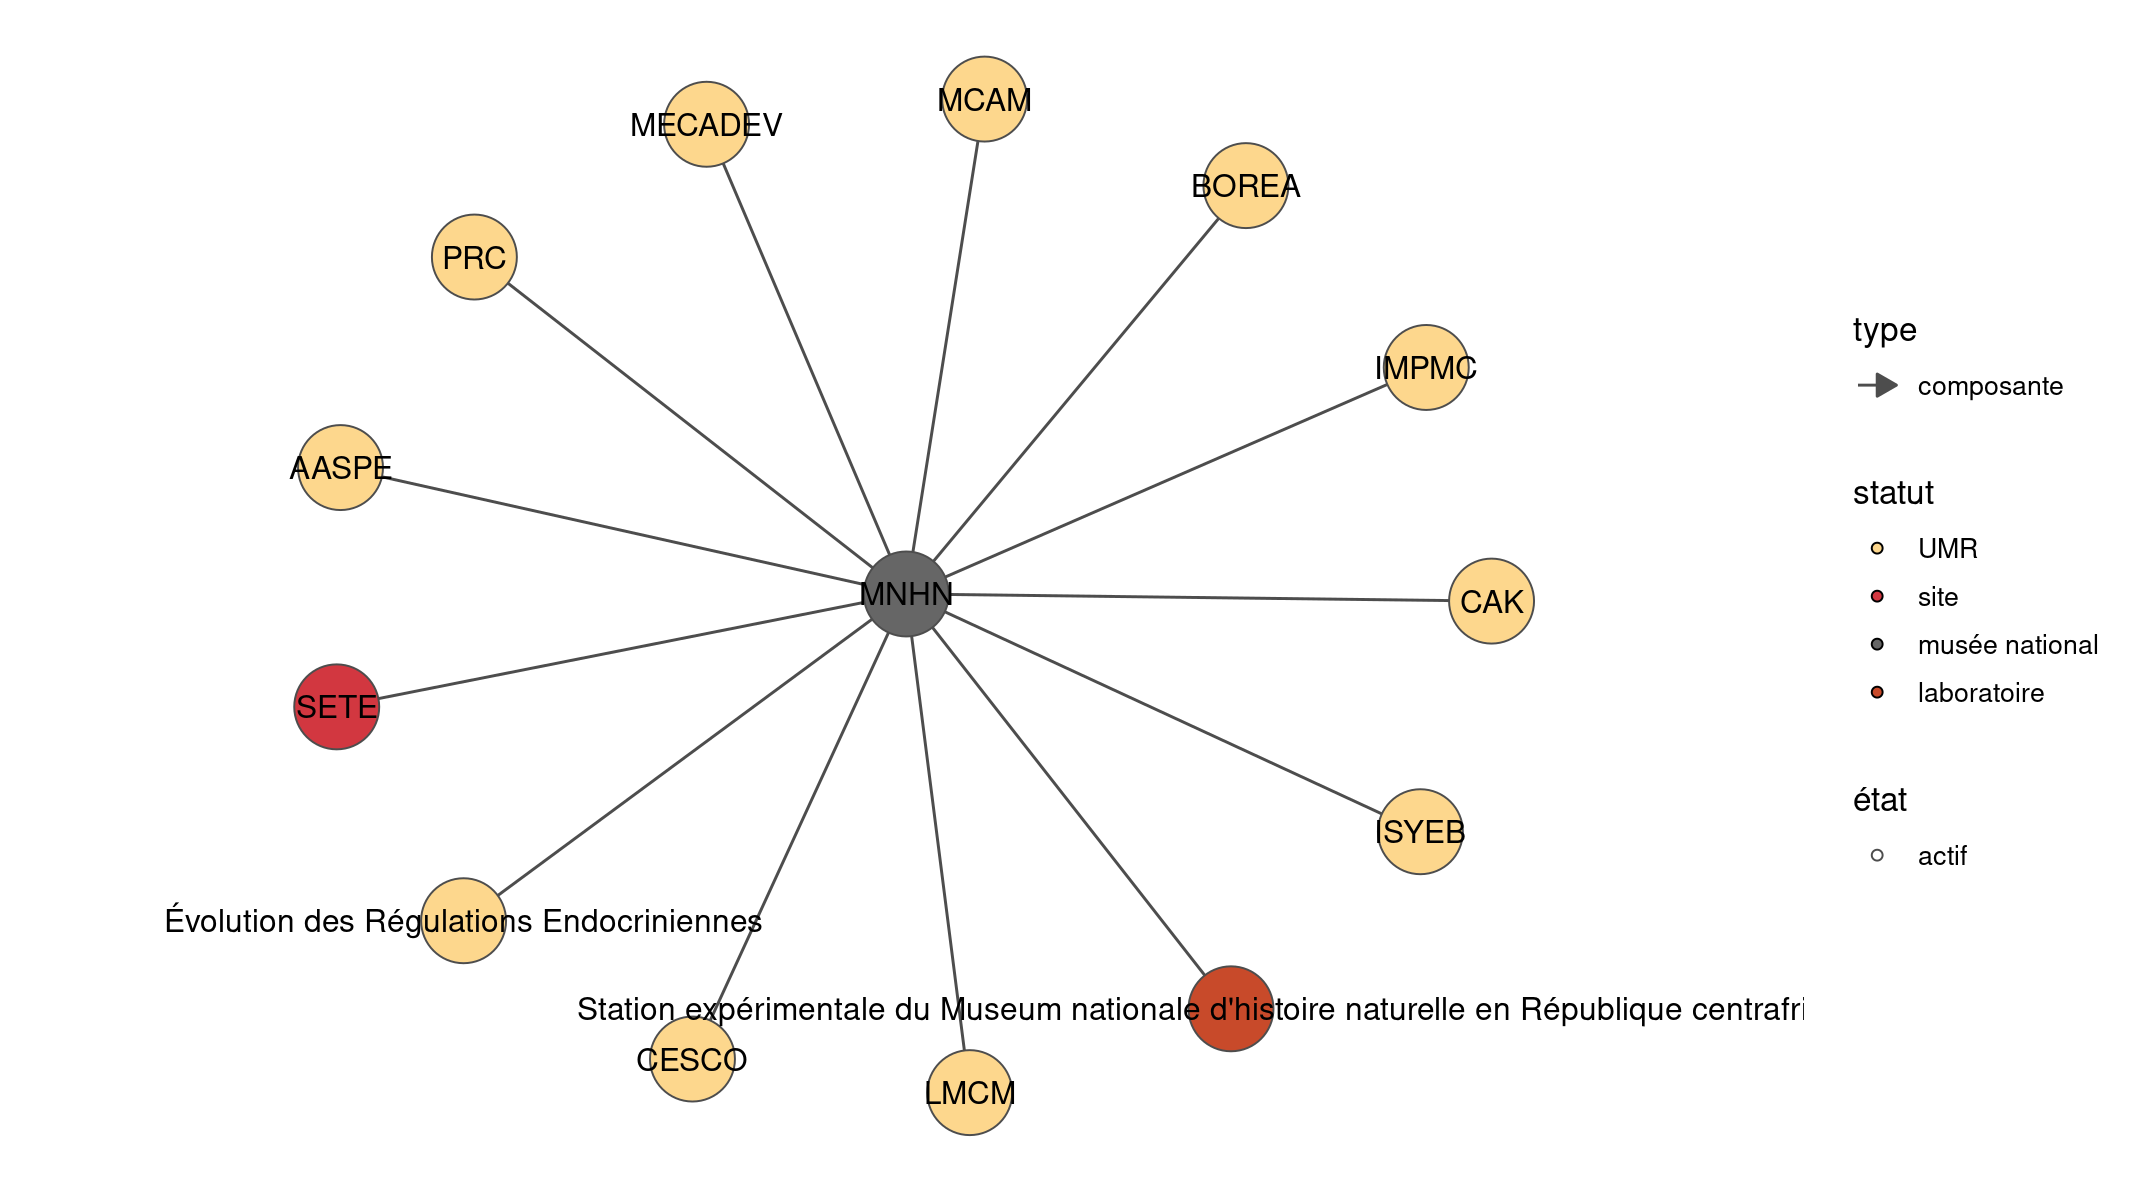 MCAM
MECADEV
BOREA
PRC
IMPMC
AASPE
MNHN
CAK
SETE
ISYEB
Évolution des Régulations Endocriniennes
Station expérimentale du Museum nationale d'histoire naturelle en République centrafri
CESCO
LMCM
type
composante
statut
UMR
site
musée national
laboratoire
état
actif